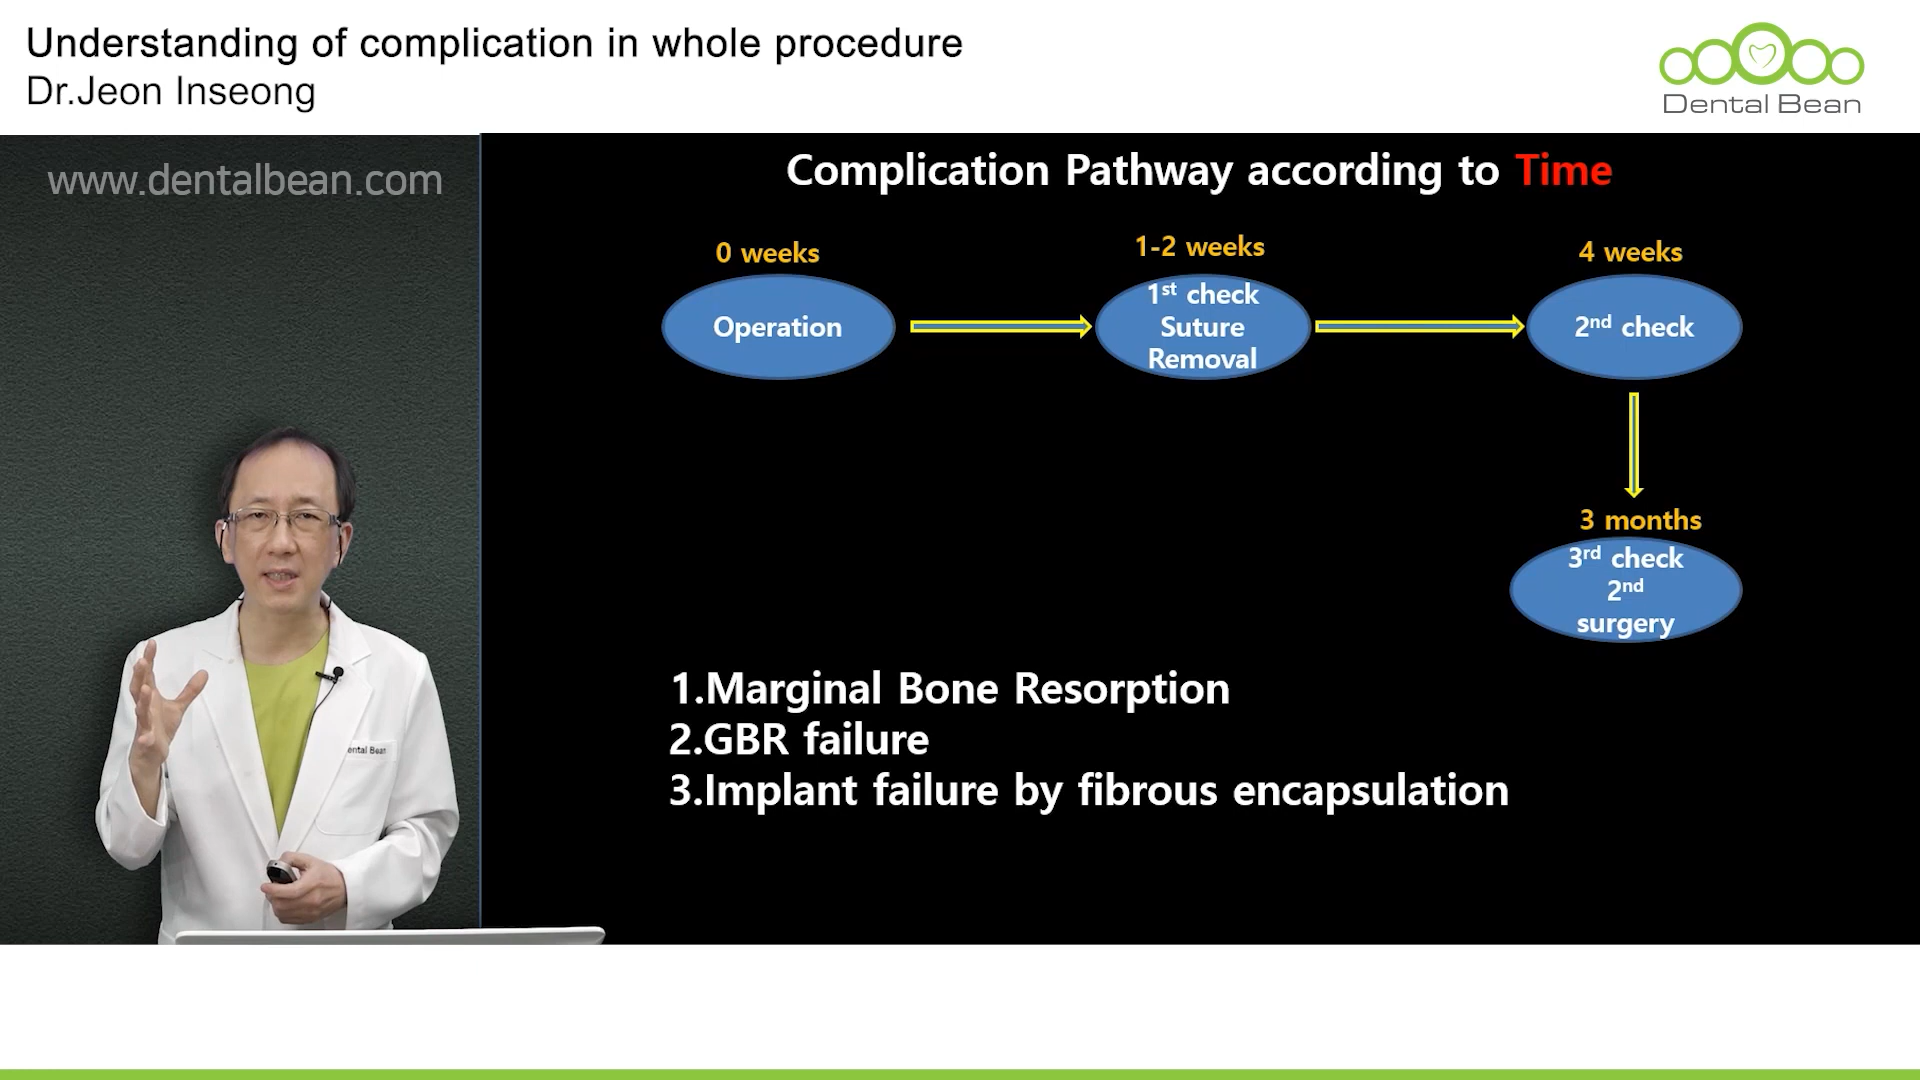 Understanding of complication in whole procedure
Dr.Jeon Inseong
Dental Bean
www.dentalbean.com
Complication Pathway according to Time
0 weeks
Operation
1-2 weeks
1st check
Suture
Removal
4 weeks
2nd check
3 months
3rd check
2nd
surgery
1.Marginal Bone Resorption
2.GBR failure
3.Implant failure by fibrous encapsulation
ental Bean